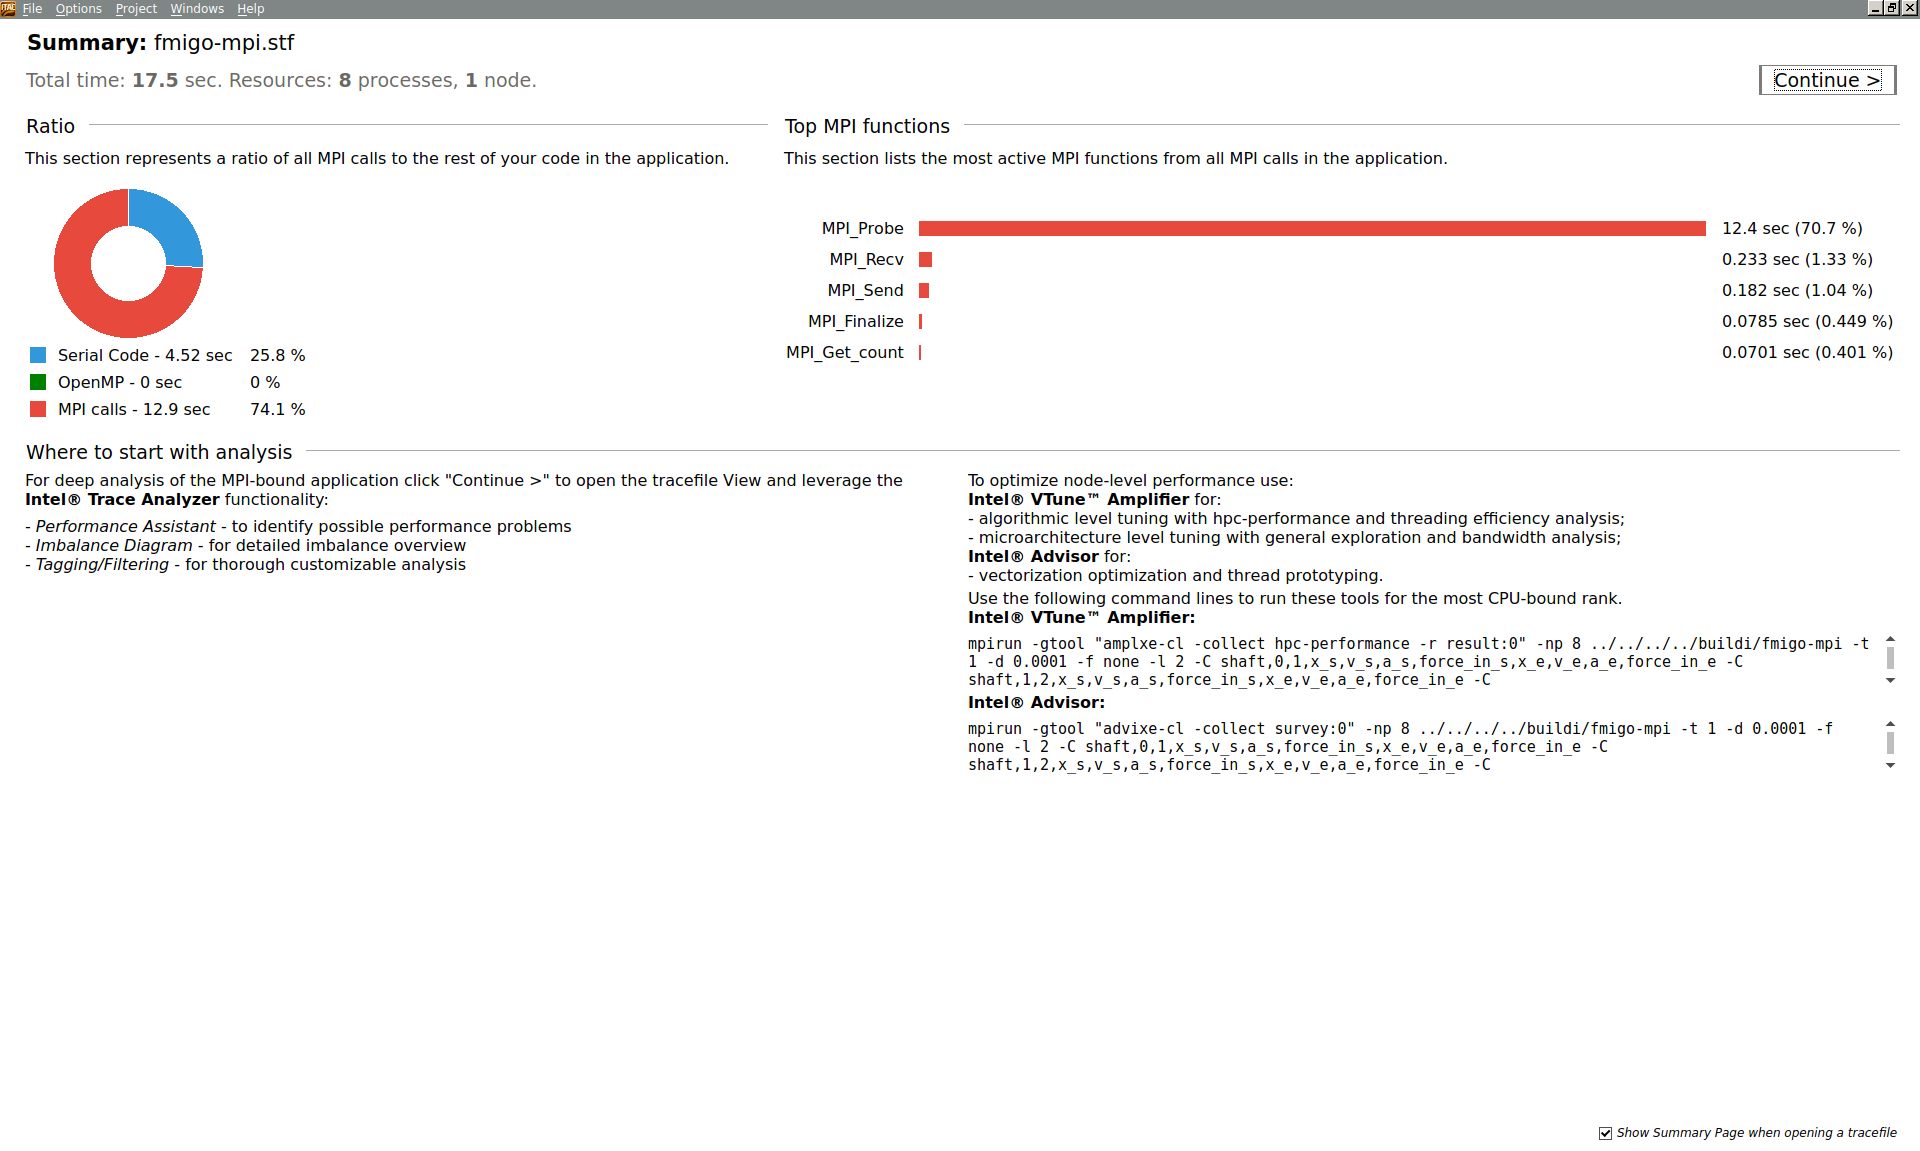 File Options Project Windows Help
Summary: fmigo-mpi.stf
Total time: 17.5 sec. Resources: 8 processes, 1 node.
Continue >
Ratio
This section represents a ratio of all MPI calls to the rest of your code in the application.
Serial Code - 4.52 sec 25.8 %
OpenMP - 0 sec 0 %
MPI calls - 12.9 sec 74.1 %
Top MPI functions
This section lists the most active MPI functions from all MPI calls in the application.
MPI_Probe 12.4 sec (70.7 %)
MPI_Recv 0.233 sec (1.33 %)
MPI_Send 0.182 sec (1.04 %)
MPI_Finalize 0.0785 sec (0.449 %)
MPI_Get_count 0.0701 sec (0.401 %)
Where to start with analysis
For deep analysis of the MPI-bound application click "Continue >" to open the tracefile View and leverage the
Intel® Trace Analyzer functionality:
- Performance Assistant - to identify possible performance problems
- Imbalance Diagram - for detailed imbalance overview
- Tagging/Filtering - for thorough customizable analysis
To optimize node-level performance use:
Intel® VTune™ Amplifier for:
- algorithmic level tuning with hpc-performance and threading efficiency analysis;
- microarchitecture level tuning with general exploration and bandwidth analysis;
Intel® Advisor for:
- vectorization optimization and thread prototyping.
Use the following command lines to run these tools for the most CPU-bound rank.
Intel® VTune™ Amplifier:
mpirun -gtool "amplxe-cl -collect hpc-performance -r result:0" -np 8 ../../../../buildi/fmigo-mpi -t
1 -d 0.0001 -f none -l 2 -C shaft,0,1,x_s,v_s,a_s,force_in_s,x_e,v_e,a_e,force_in_e -C
shaft,1,2,x_s,v_s,a_s,force_in_s,x_e,v_e,a_e,force_in_e -C
Intel® Advisor:
mpirun -gtool "advixe-cl -collect survey:0" -np 8 ../../../../buildi/fmigo-mpi -t 1 -d 0.0001 -f
none -l 2 -C shaft,0,1,x_s,v_s,a_s,force_in_s,x_e,v_e,a_e,force_in_e -C
shaft,1,2,x_s,v_s,a_s,force_in_s,x_e,v_e,a_e,force_in_e -C
Show Summary Page when opening a tracefile